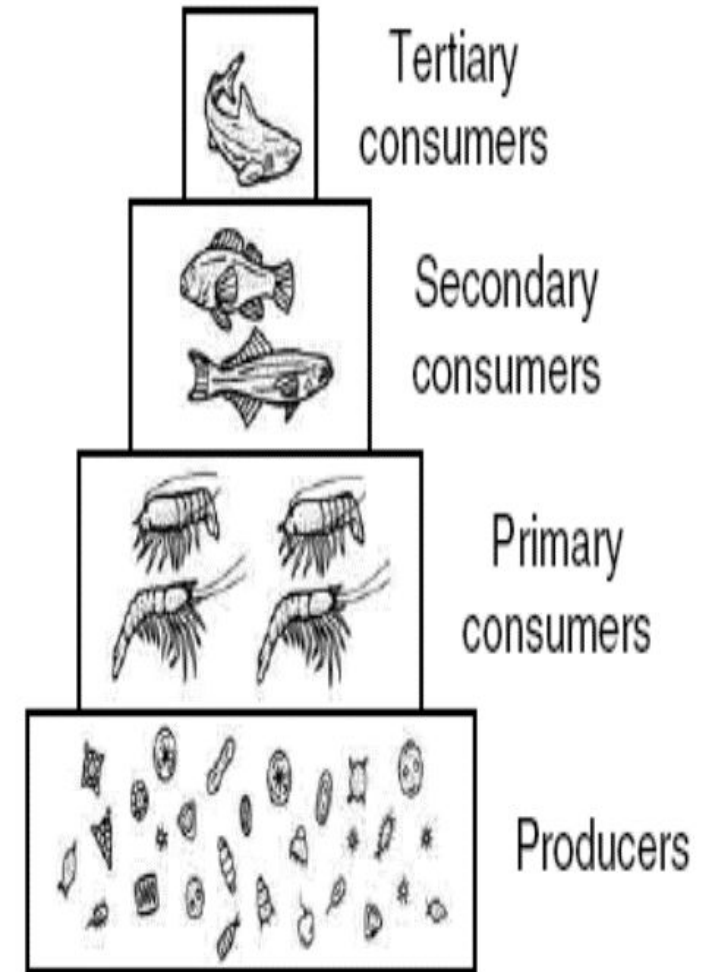 Tertiary
consumers
Secondary
consumers
Primary
consumers
Producers